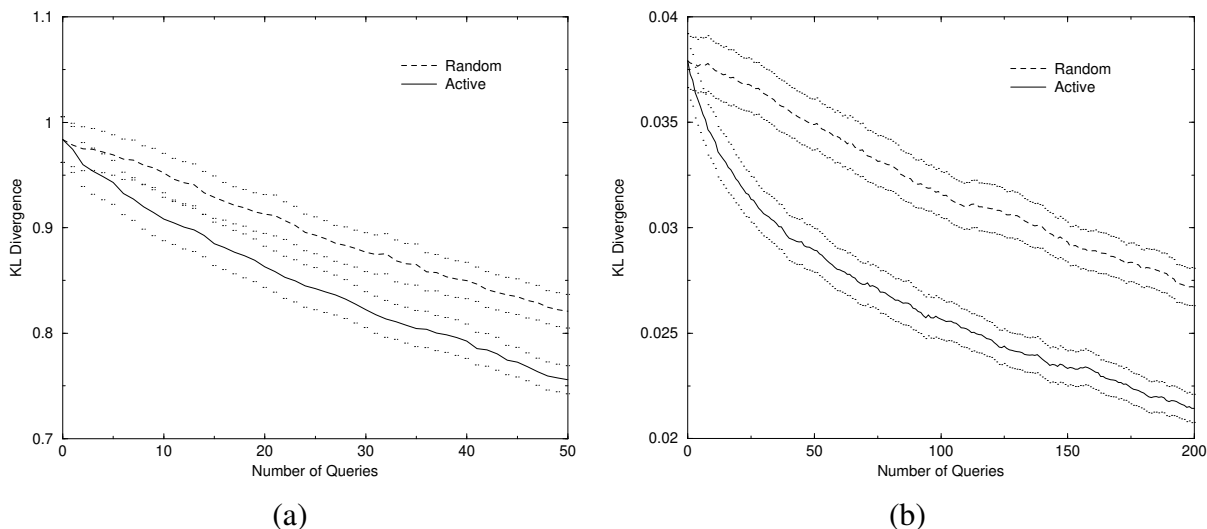 1.1
1
0.9
0.8
0.7
KL Divergence
Random
Active
0 10 20 30 40 50
Number of Queries
(a)
0.04
0.035
0.03
0.025
0.02
KL Divergence
Random
Active
0 50 100 150 200
Number of Queries
(b)